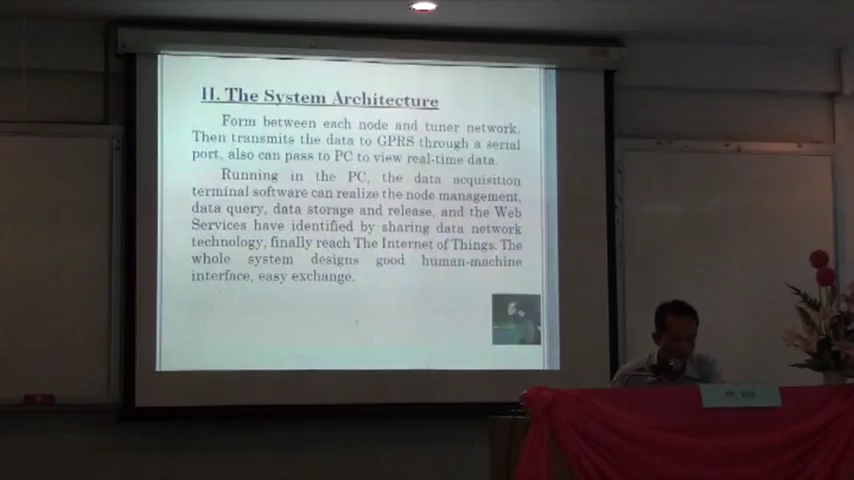 II. The System Architecture
Form between each node and tuner network.
Then transmits the data to GPRS through a serial
port, also can pass to PC to view real-time data.
Running in the PC, the data acquisition
terminal software can realize the node management,
data query, data storage and release, and the Web
Services have identified by sharing data network
technology, finally reach The Internet of Things. The
whole system designs good human-machine
interface, easy exchange.